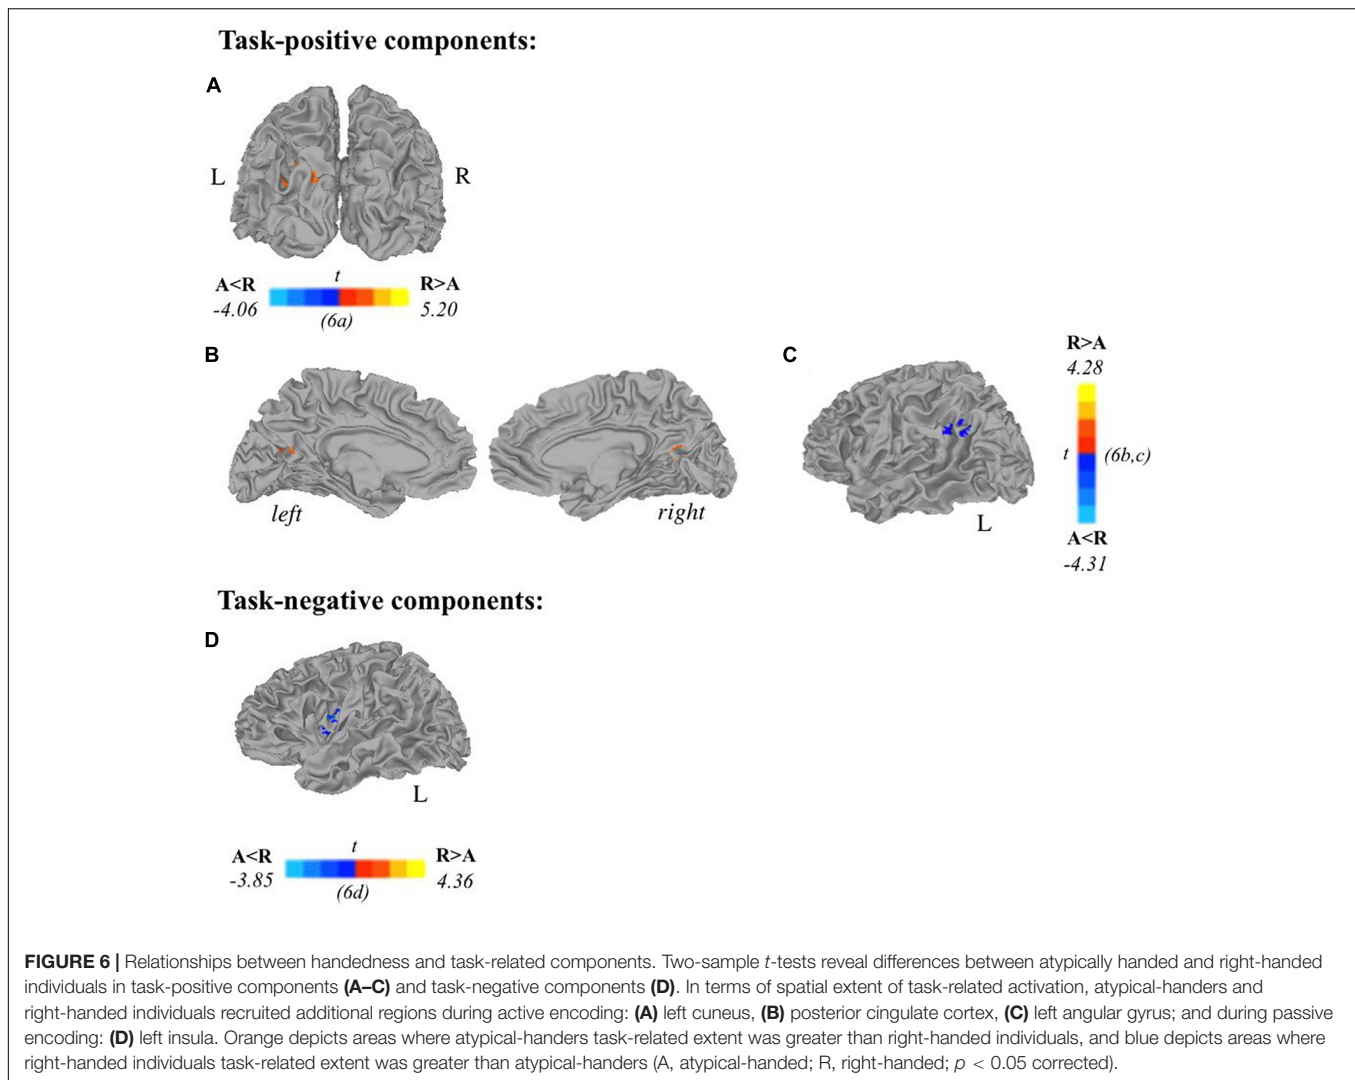 Task-positive components:
A
L
R
t
A<R
R>A
-4.06
(6a)
5.20
B
C
left
right
L
R>A
4.28
t
(6b,c)
A<R
-4.31
Task-negative components:
D
L
t
A<R
R>A
-3.85
(6d)
4.36
FIGURE 6 | Relationships between handedness and task-related components. Two-sample t-tests reveal differences between atypically handed and right-handed
individuals in task-positive components (A–C) and task-negative components (D). In terms of spatial extent of task-related activation, atypical-handers and
right-handed individuals recruited additional regions during active encoding: (A) left cuneus, (B) posterior cingulate cortex, (C) left angular gyrus; and during passive
encoding: (D) left insula. Orange depicts areas where atypical-handers task-related extent was greater than right-handed individuals, and blue depicts areas where
right-handed individuals task-related extent was greater than atypical-handers (A, atypical-handed; R, right-handed; p < 0.05 corrected).